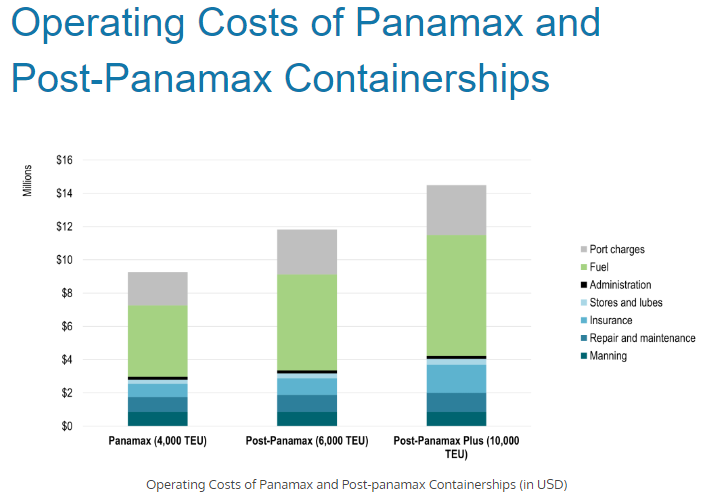 Operating Costs of Panamax and
Post-Panamax Containerships
Millions
$16
$14
$12
$10
$8
$6
$4
$2
$0
Port charges
Fuel
Administration
Stores and lubes
Insurance
Repair and maintenance
Manning
Panamax (4,000 TEU)
Post-Panamax (6,000 TEU)
Post-Panamax Plus (10,000
TEU)
Operating Costs of Panamax and Post-panamax Containerships (in USD)